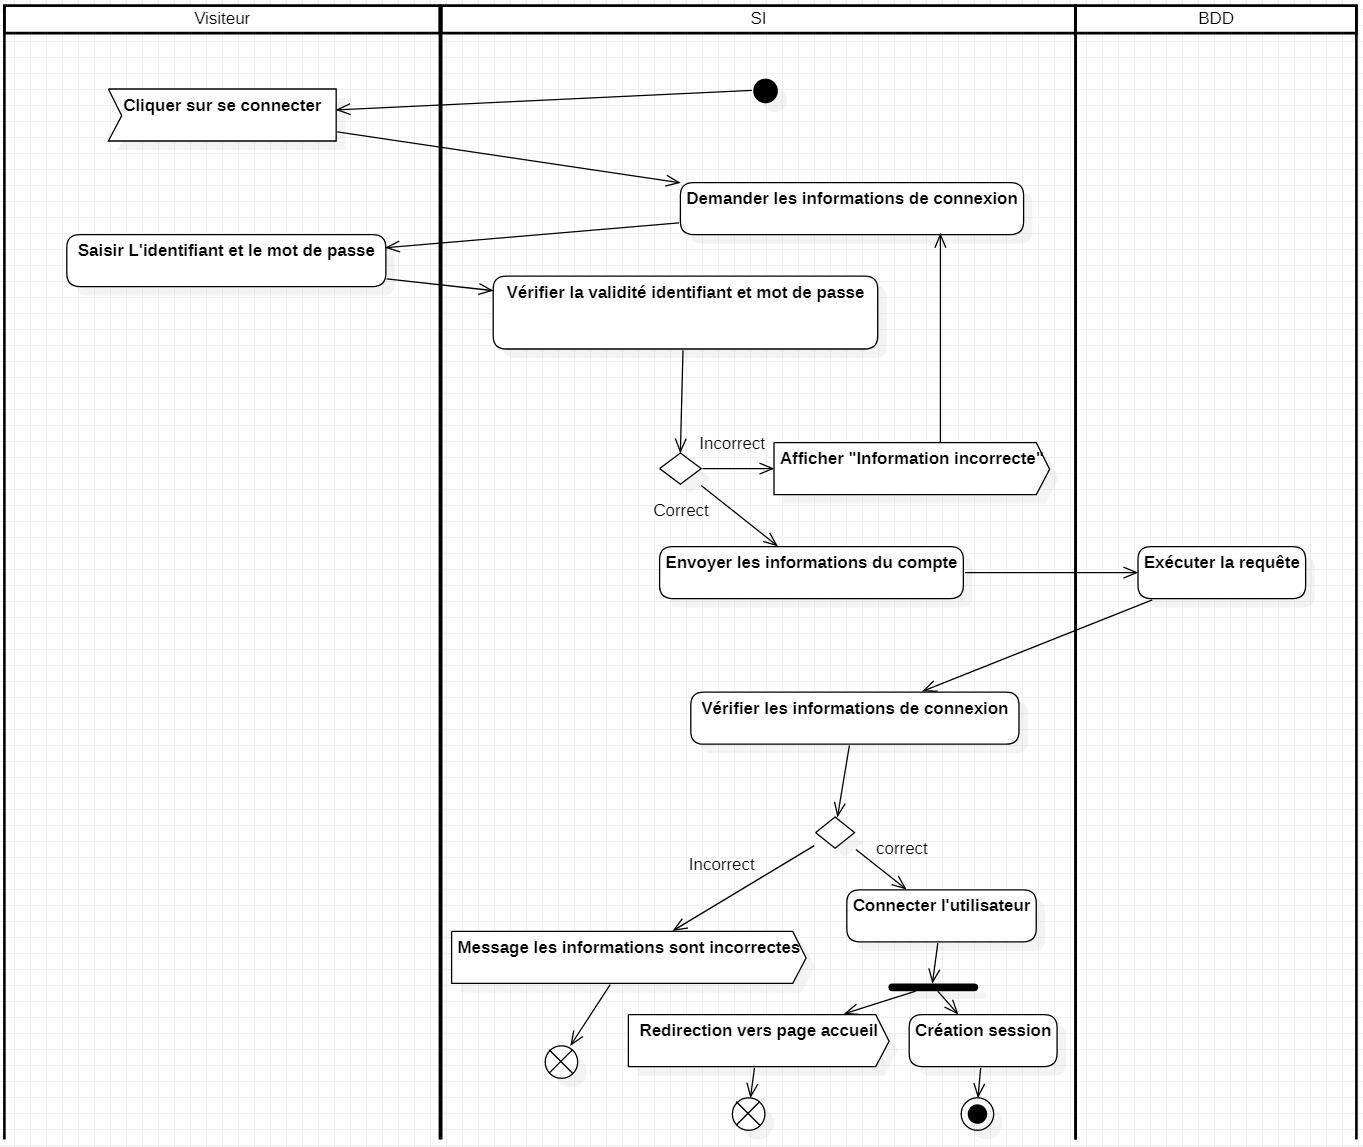 Visiteur
SI
BDD
Cliquer sur se connecter
Demander les informations de connexion
Saisir L'identifiant et le mot de passe
Vérifier la validité identifiant et mot de passe
Incorrect
Afficher "Information incorrecte"
Correct
Envoyer les informations du compte
Exécuter la requête
Vérifier les informations de connexion
Incorrect
correct
Connecter l'utilisateur
Message les informations sont incorrectes
Redirection vers page accueil
Création session